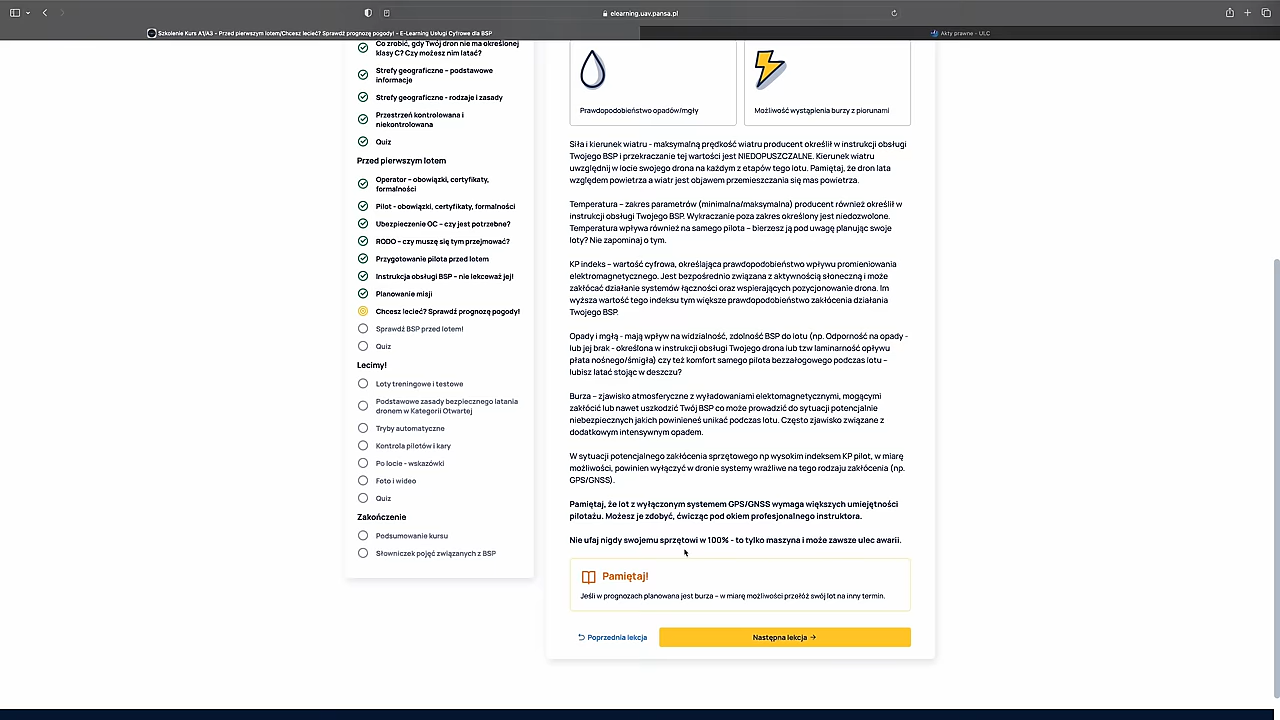 elearning.uav.pansa.pl
Szkolenie Kurs A1/A3 – Przed pierwszym lotem/Chcesz lecieć? Sprawdź prognozę pogody! – E-Learning Usługi Cyfrowe dla BSP
Akty prawne – ULC
Co zrobić, gdy Twój dron nie ma określonej
klasy C? Czy możesz nim latać?
Strefy geograficzne – podstawowe
informacje
Strefy geograficzne - rodzaje i zasady
Przestrzeń kontrolowana i
niekontrolowana
Quiz
Przed pierwszym lotem
Operator – obowiązki, certyfikaty,
formalności
Pilot - obowiązki, certyfikaty, formalności
Ubezpieczenie OC – czy jest potrzebne?
RODO – czy muszę się tym przejmować?
Przygotowanie pilota przed lotem
Instrukcja obsługi BSP – nie lekceważ jej!
Planowanie misji
Chcesz lecieć? Sprawdź prognozę pogody!
Sprawdź BSP przed lotem!
Quiz
Lecimy!
Loty treningowe i testowe
Podstawowe zasady bezpiecznego latania
dronem w Kategorii Otwartej
Tryby automatyczne
Kontrola pilotów i kary
Po locie - wskazówki
Foto i wideo
Quiz
Zakończenie
Podsumowanie kursu
Słowniczek pojęć związanych z BSP
Prawdopodobieństwo opadów/mgły
Możliwość wystąpienia burzy z piorunami
Siła i kierunek wiatru - maksymalną prędkość wiatru producent określił w instrukcji obsługi
Twojego BSP i przekraczanie tej wartości jest NIEDOPUSZCZALNE. Kierunek wiatru
uwzględnij w locie swojego drona na każdym z etapów tego lotu. Pamiętaj, że dron lata
względem powietrza a wiatr jest objawem przemieszczania się mas powietrza.
Temperatura – zakres parametrów (minimalna/maksymalna) producent również określił w
instrukcji obsługi Twojego BSP. Wykraczanie poza zakres określony jest niedozwolone.
Temperatura wpływa również na samego pilota – bierzesz ją pod uwagę planując swoje
loty? Nie zapominaj o tym.
KP indeks – wartość cyfrowa, określająca prawdopodobieństwo wpływu promieniowania
elektromagnetycznego. Jest bezpośrednio związana z aktywnością słoneczną i może
zakłócać działanie systemów łączności oraz wspierających pozycjonowanie drona. Im
wyższa wartość tego indeksu tym większe prawdopodobieństwo zakłócenia działania
Twojego BSP.
Opady i mgłą - mają wpływ na widzialność, zdolność BSP do lotu (np. Odporność na opady -
lub jej brak - określona w instrukcji obsługi Twojego drona lub tzw laminarność opływu
płata nośnego/śmigła) czy też komfort samego pilota bezzałogowego podczas lotu –
lubisz latać stojąc w deszczu?
Burza – zjawisko atmosferyczne z wyładowaniami elektomagnetycznymi, mogącymi
zakłócić lub nawet uszkodzić Twój BSP co może prowadzić do sytuacji potencjalnie
niebezpiecznych jakich powinieneś unikać podczas lotu. Często zjawisko związane z
dodatkowym intensywnym opadem.
W sytuacji potencjalnego zakłócenia sprzętowego np wysokim indeksem KP pilot, w miarę
możliwości, powinien wyłączyć w dronie systemy wrażliwe na tego rodzaju zakłócenia (np.
GPS/GNSS).
Pamiętaj, że lot z wyłączonym systemem GPS/GNSS wymaga większych umiejętności
pilotażu. Możesz je zdobyć, ćwicząc pod okiem profesjonalnego instruktora.
Nie ufaj nigdy swojemu sprzętowi w 100% - to tylko maszyna i może zawsze ulec awarii.
Pamiętaj!
Jeśli w prognozach planowana jest burza – w miarę możliwości przełóż swój lot na inny termin.
Poprzednia lekcja
Następna lekcja →